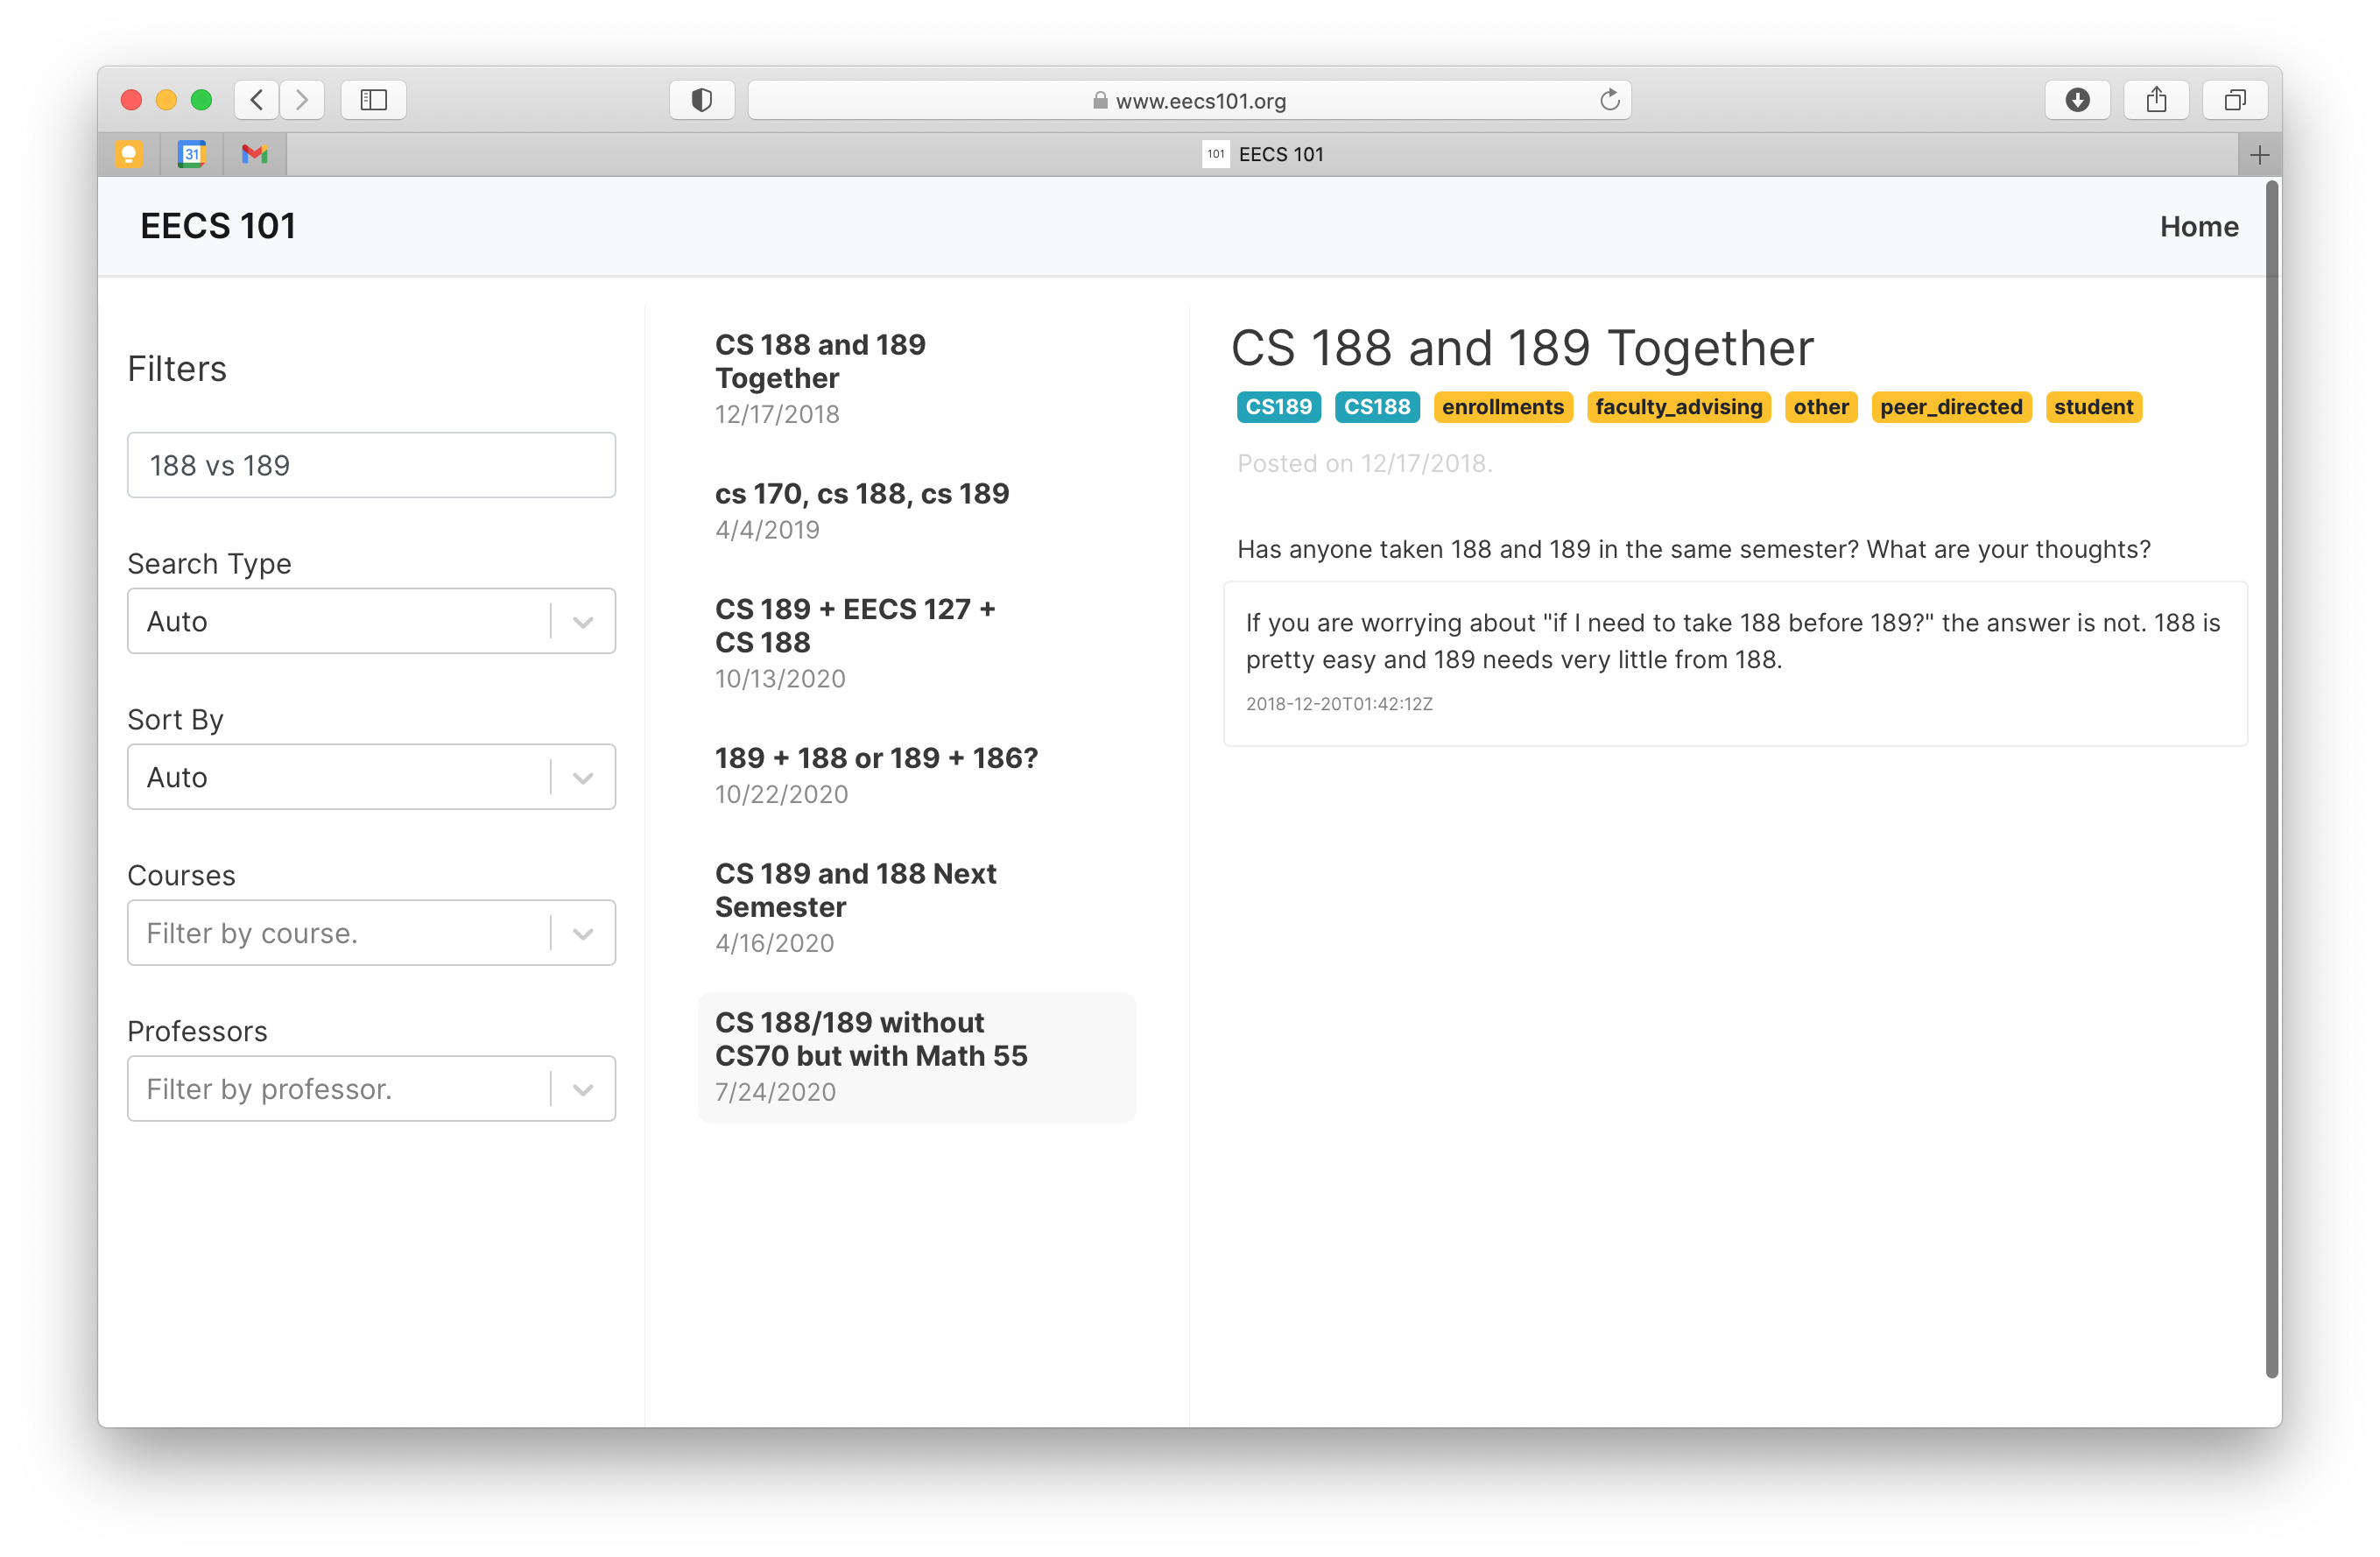 www.eecs101.org
31
101 EECS 101
EECS 101
Home
Filters
188 vs 189
Search Type
Auto
Sort By
Auto
Courses
Filter by course.
Professors
Filter by professor.
CS 188 and 189
Together
12/17/2018
cs 170, cs 188, cs 189
4/4/2019
CS 189 + EECS 127 +
CS 188
10/13/2020
189 + 188 or 189 + 186?
10/22/2020
CS 189 and 188 Next
Semester
4/16/2020
CS 188/189 without
CS70 but with Math 55
7/24/2020
CS 188 and 189 Together
CS189 CS188 enrollments faculty_advising other peer_directed student
Posted on 12/17/2018.
Has anyone taken 188 and 189 in the same semester? What are your thoughts?
If you are worrying about "if I need to take 188 before 189?" the answer is not. 188 is
pretty easy and 189 needs very little from 188.
2018-12-20T01:42:12Z